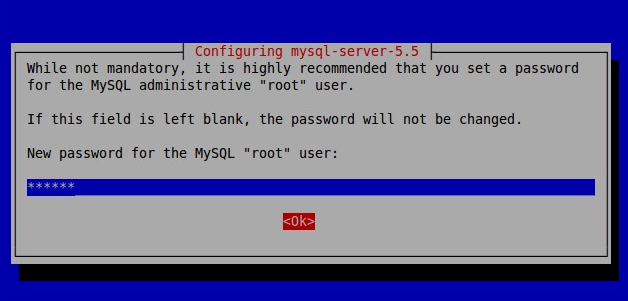 Configuring mysql-server-5.5
While not mandatory, it is highly recommended that you set a password
for the MySQL administrative "root" user.
If this field is left blank, the password will not be changed.
New password for the MySQL "root" user:
******
<Ok>